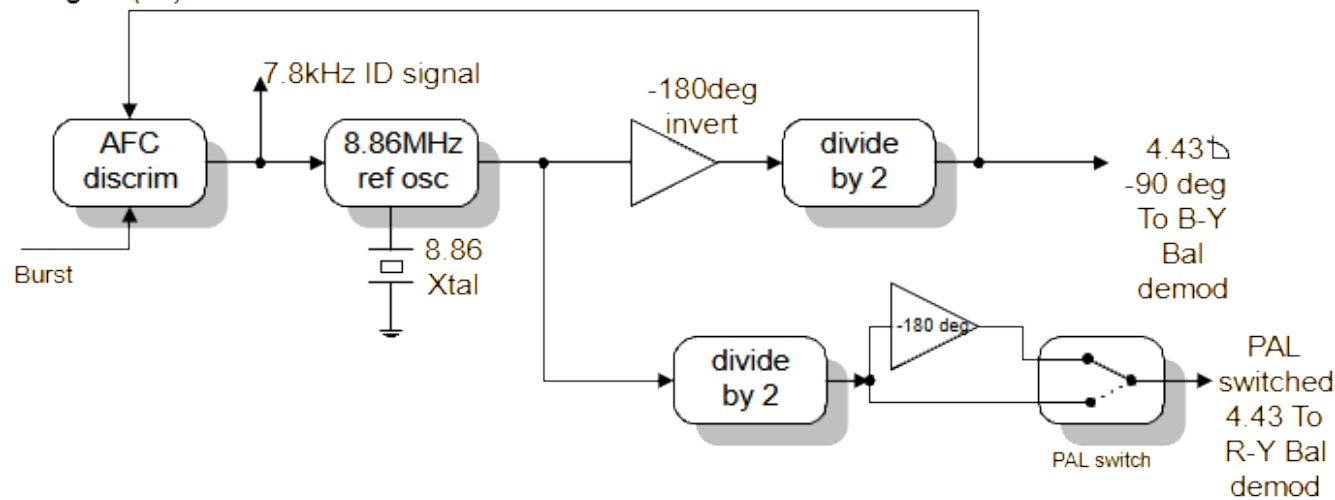 7.8kHz ID signal
-180deg
invert
AFC
discrim
8.86MHz
ref osc
divide
by 2
4.43
-90 deg
To B-Y
Bal
demod
Burst
8.86
Xtal
-180 deg
divide
by 2
PAL
switched
4.43 To
R-Y Bal
demod
PAL switch